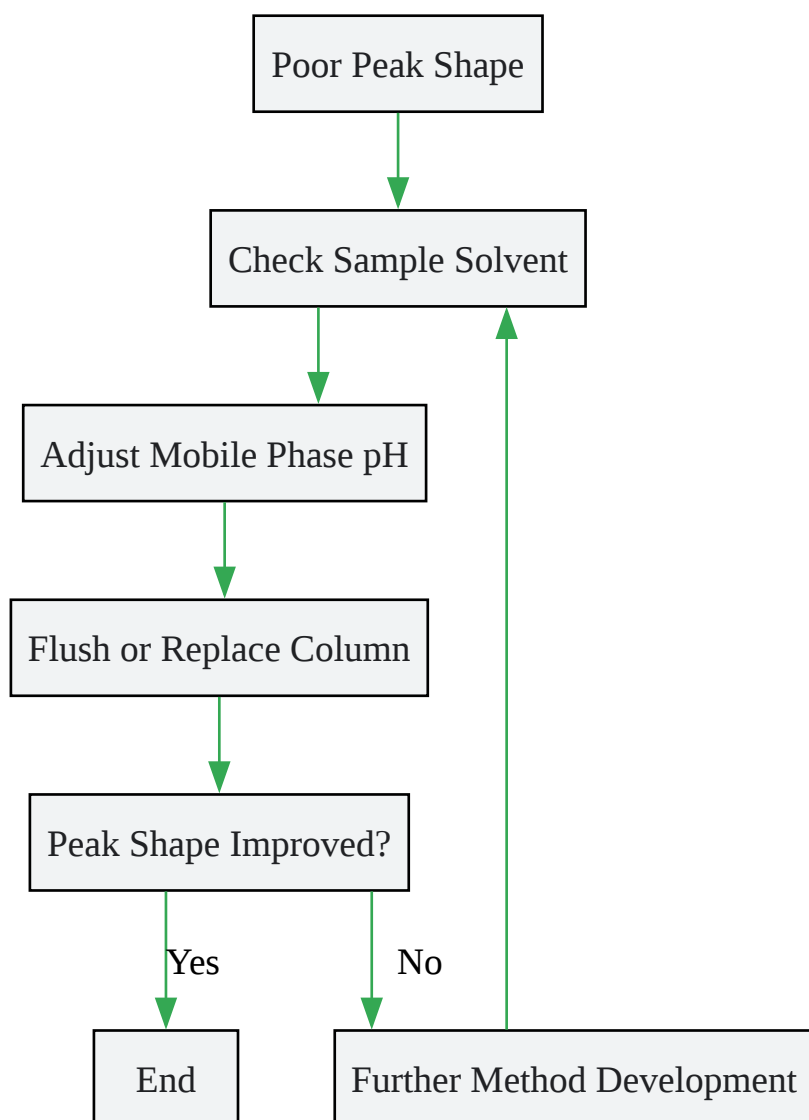 Poor Peak Shape
Check Sample Solvent
Adjust Mobile Phase pH
Flush or Replace Column
Peak Shape Improved?
Yes
No
End
Further Method Development